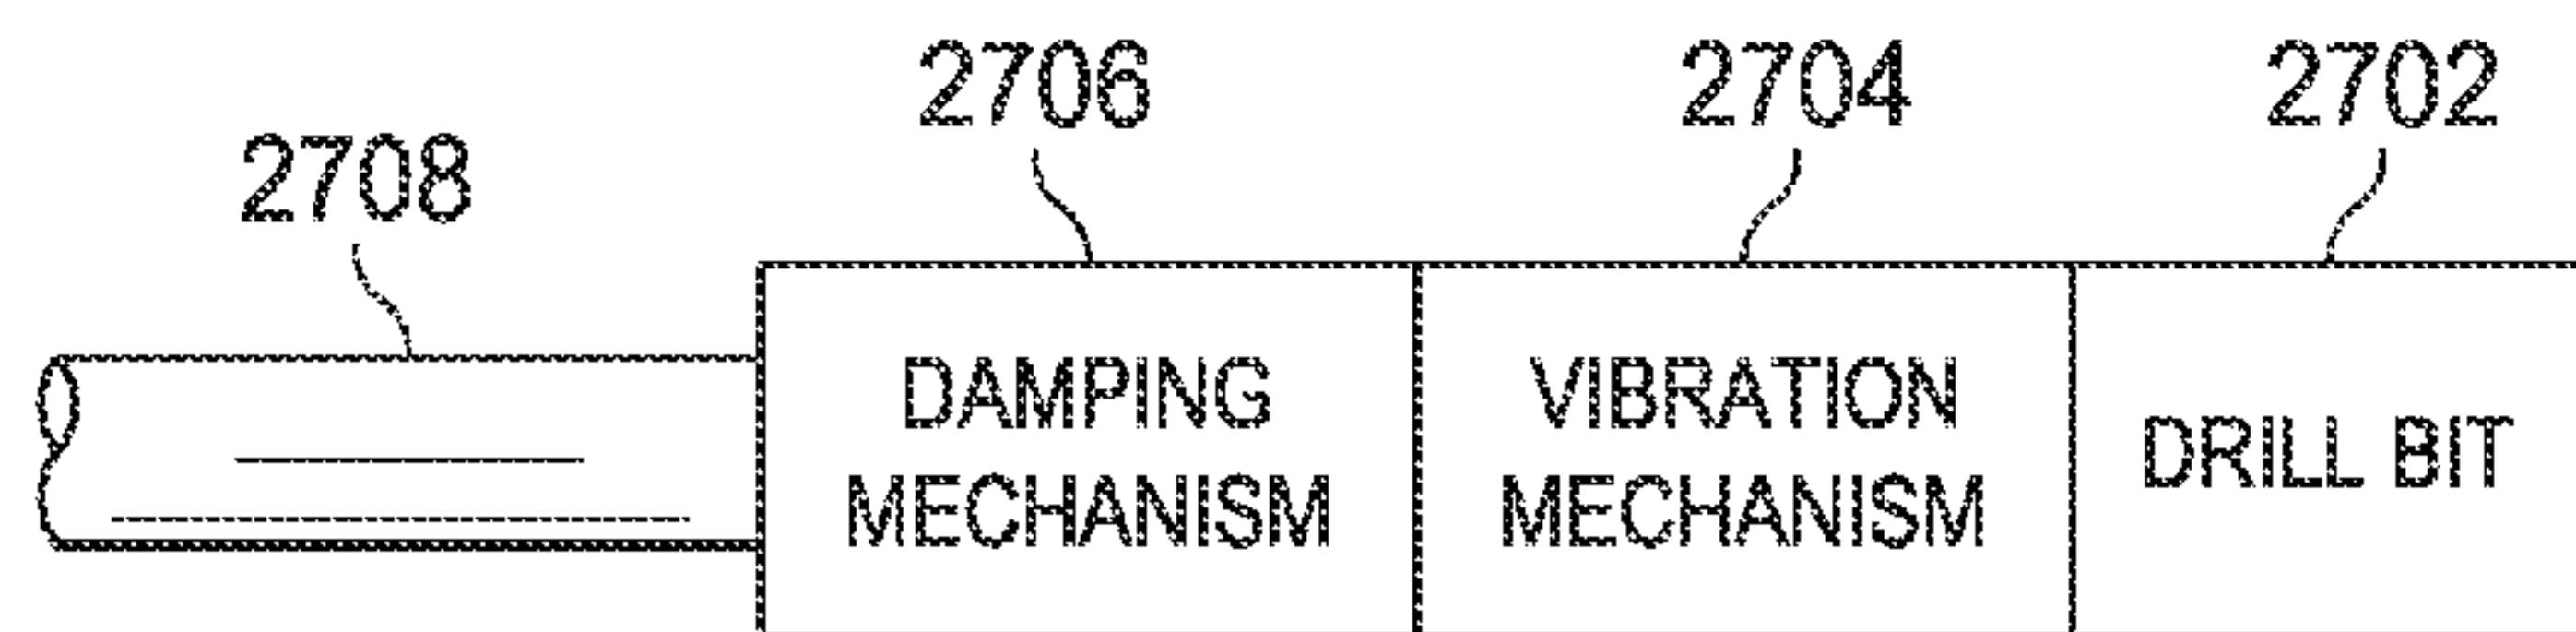 2706
2704
2702
2708
DAMPING
MECHANISM
VIBRATION
MECHANISM
DRILL BIT